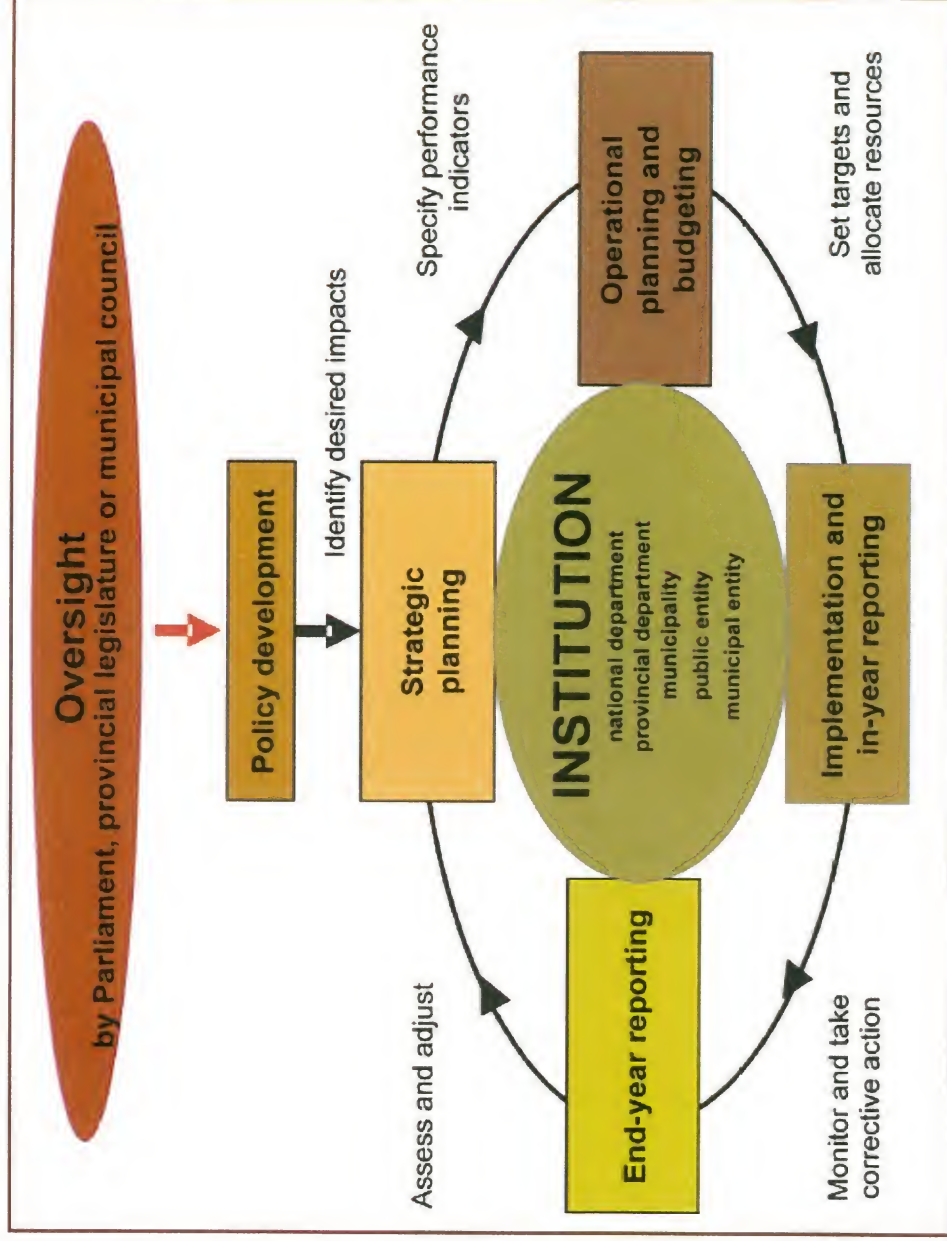 Oversight
by Parliament, provincial legislature or municipal council
Policy development
Identify desired impacts
Strategic
planning
Specify performance
indicators
Operational
planning and
budgeting
Set targets and
allocate resources
INSTITUTION
national department
provincial department
municipality
public entity
municipal entity
Implementation and
in-year reporting
Monitor and take
corrective action
End-year reporting
Assess and adjust